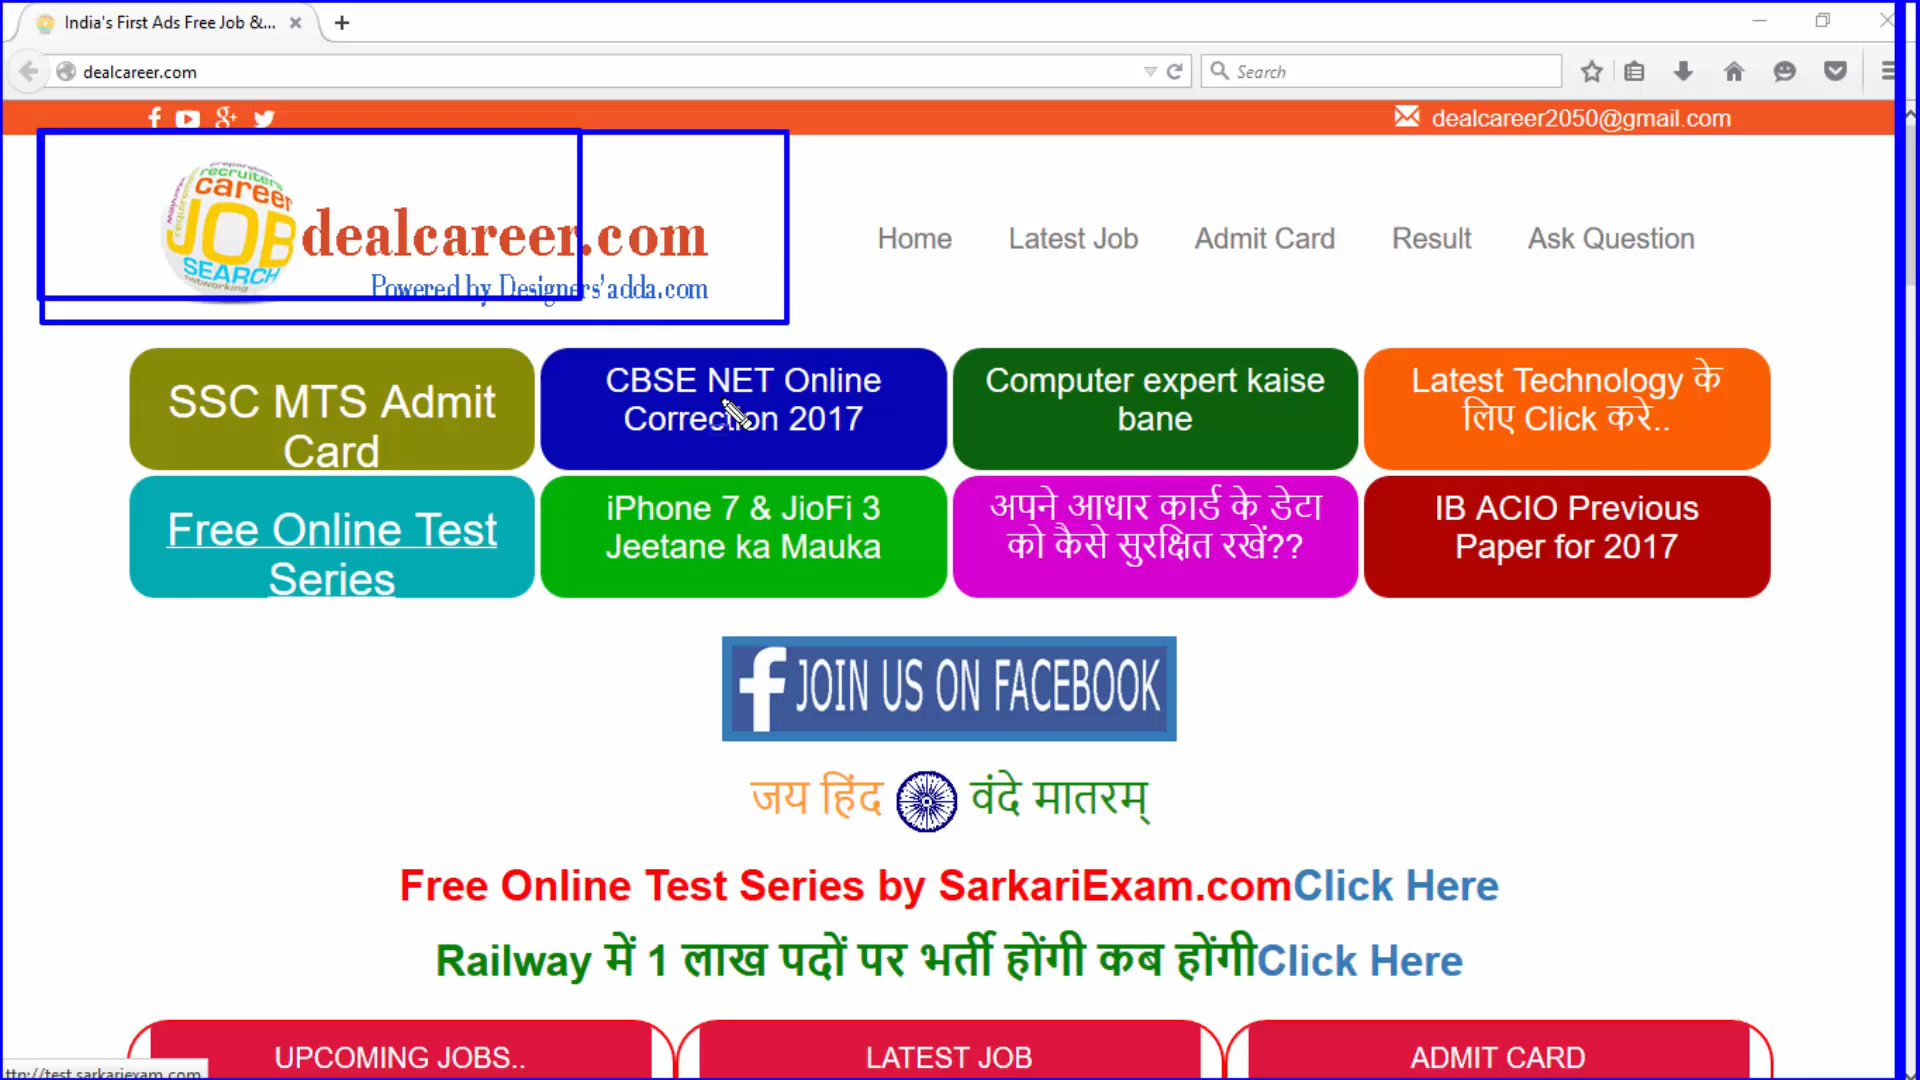 India's First Ads Free Job &...
dealcareer.com
Search
dealcareer2050@gmail.com
recruiters
career
JOB
SEARCH
networking
dealcareer.com
Powered by Designers'adda.com
Home Latest Job Admit Card Result Ask Question
SSC MTS Admit
Card
CBSE NET Online
Correction 2017
Computer expert kaise
bane
Latest Technology के
लिए Click करे..
Free Online Test
Series
iPhone 7 & JioFi 3
Jeetane ka Mauka
अपने आधार कार्ड के डेटा
को कैसे सुरक्षित रखें??
IB ACIO Previous
Paper for 2017
JOIN US ON FACEBOOK
जय हिंद वंदे मातरम्
Free Online Test Series by SarkariExam.comClick Here
Railway में 1 लाख पदों पर भर्ती होंगी कब होंगीClick Here
UPCOMING JOBS..
LATEST JOB
ADMIT CARD
ttp://test.sarkariexam.com